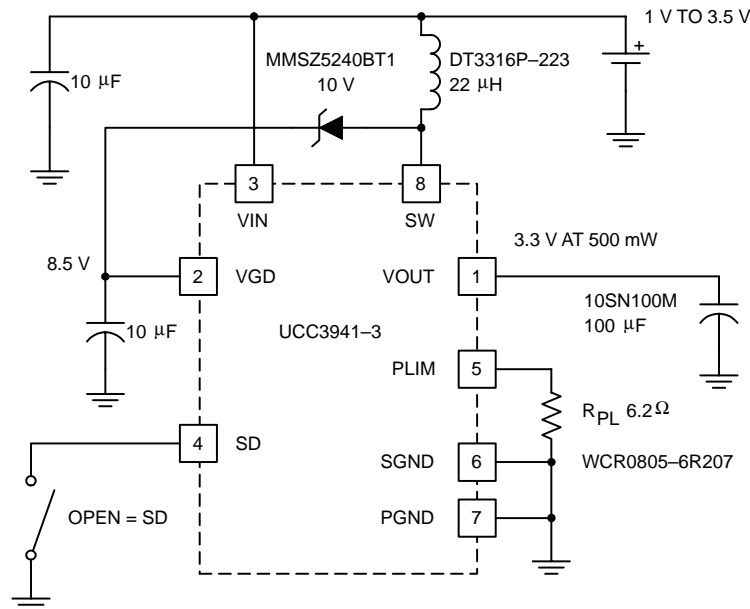 1 V TO 3.5 V
+
MMSZ5240BT1
10 V
DT3316P–223
22 μH
10 μF
3
8
VIN
SW
3.3 V AT 500 mW
8.5 V
2
VGD
VOUT
1
10SN100M
100 μF
10 μF
UCC3941–3
PLIM
5
RPL 6.2Ω
4
SD
SGND
6
WCR0805–6R207
OPEN = SD
PGND
7